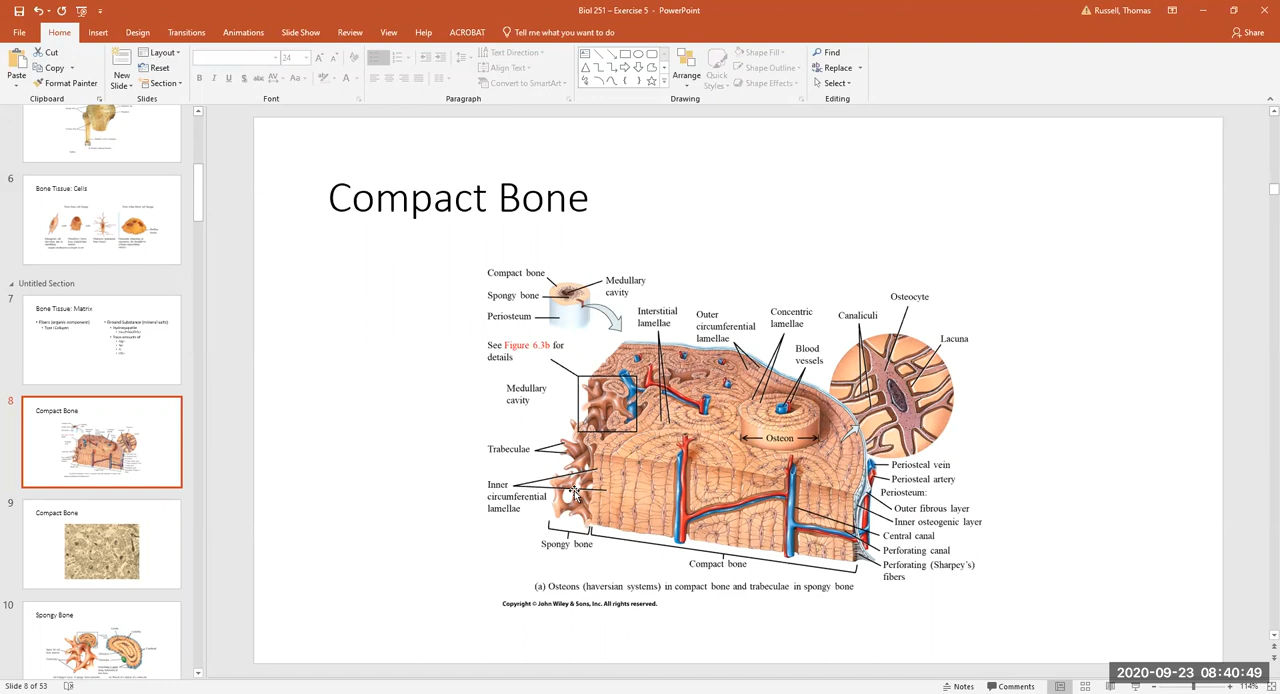 Biol 251 – Exercise 5 - PowerPoint
Russell, Thomas
File Home Insert Design Transitions Animations Slide Show Review View Help ACROBAT Tell me what you want to do Share
Paste
Cut
Copy
Format Painter
Clipboard
New Slide
Layout
Reset
Section
Slides
24
B I U S abc AV Aa A
Font
Text Direction
Align Text
Convert to SmartArt
Paragraph
Arrange
Quick Styles
Shape Fill
Shape Outline
Shape Effects
Drawing
Find
Replace
Select
Editing
6
Bone Tissue: Cells
Untitled Section
7
Bone Tissue: Matrix
8
Compact Bone
9
Compact Bone
10
Spongy Bone
Compact Bone
Compact bone
Spongy bone
Periosteum
Medullary cavity
See Figure 6.3b for details
Medullary cavity
Trabeculae
Inner circumferential lamellae
Spongy bone
Interstitial lamellae
Outer circumferential lamellae
Concentric lamellae
Blood vessels
Canaliculi
Osteocyte
Lacuna
Osteon
Periosteal vein
Periosteal artery
Periosteum:
Outer fibrous layer
Inner osteogenic layer
Central canal
Perforating canal
Perforating (Sharpey's) fibers
Compact bone
(a) Osteons (haversian systems) in compact bone and trabeculae in spongy bone
Copyright © John Wiley & Sons, Inc. All rights reserved.
2020-09-23 08:40:49
Slide 8 of 53
Notes Comments 114%